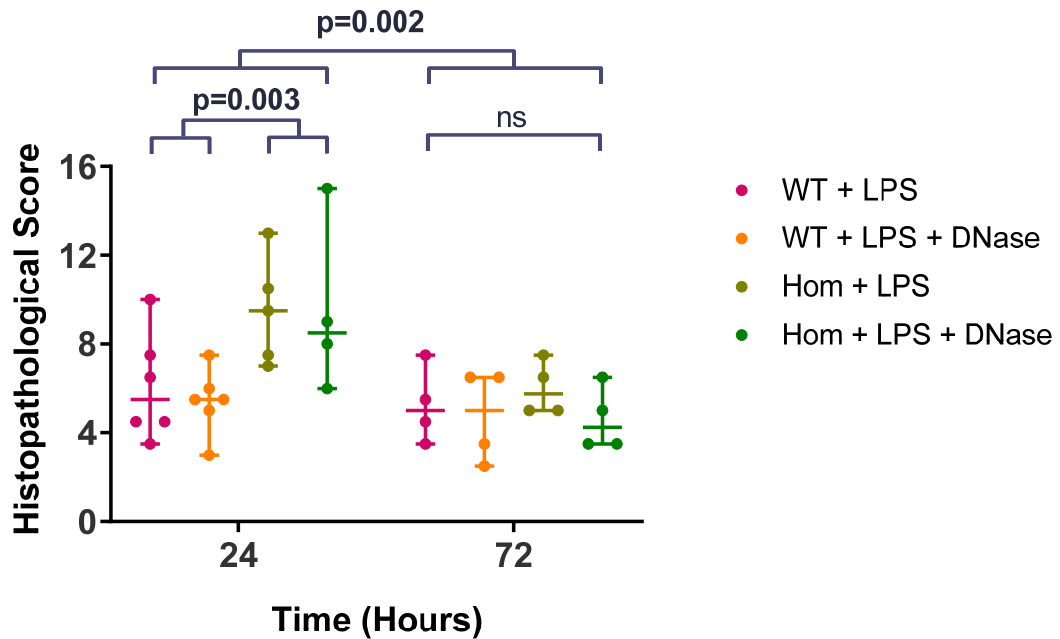 p=0.002
p=0.003
ns
Histopathological Score
16
12
8
4
0
24
72
Time (Hours)
WT + LPS
WT + LPS + DNase
Hom + LPS
Hom + LPS + DNase